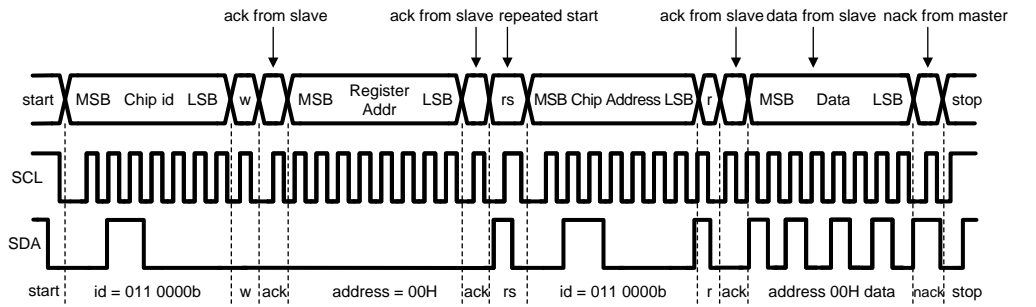 ack from slave ack from slave repeated start ack from slave data from slave nack from master
start MSB Chip id LSB w MSB Register Addr LSB rs MSB Chip Address LSB r MSB Data LSB stop
SCL
SDA
start id = 011 0000b w ack address = 00H ack rs id = 011 0000b r ack address 00H data nack stop